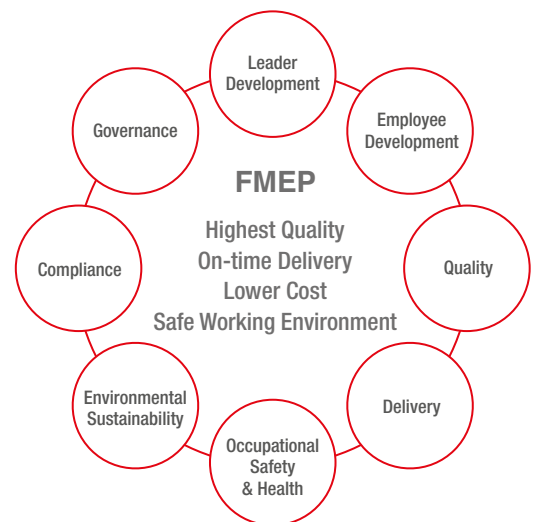 Leader
Development
Employee
Development
Quality
Delivery
Occupational
Safety
& Health
Environmental
Sustainability
Compliance
Governance
FMEP
Highest Quality
On-time Delivery
Lower Cost
Safe Working Environment